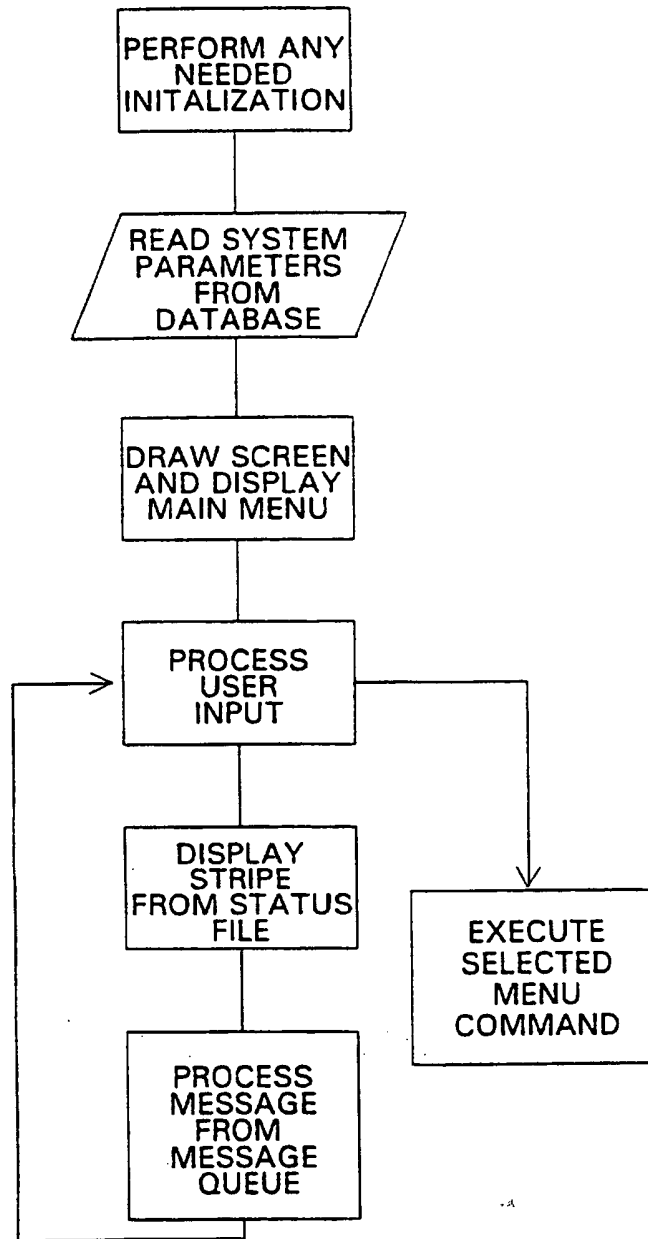 PERFORM ANY
NEEDED
INITALIZATION
READ SYSTEM
PARAMETERS
FROM
DATABASE
DRAW SCREEN
AND DISPLAY
MAIN MENU
PROCESS
USER
INPUT
DISPLAY
STRIPE
FROM STATUS
FILE
EXECUTE
SELECTED
MENU
COMMAND
PROCESS
MESSAGE
FROM
MESSAGE
QUEUE